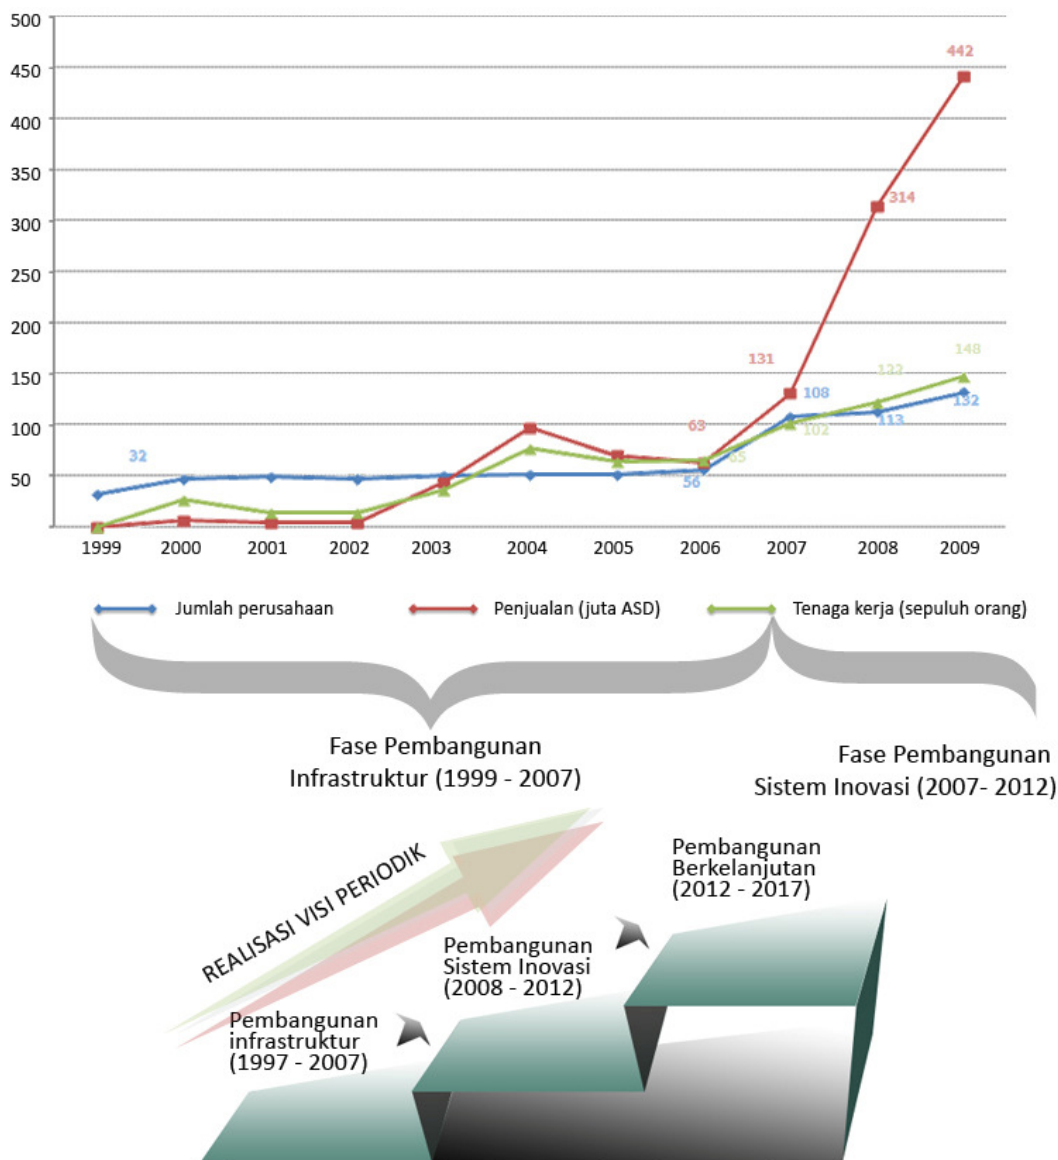 500
450
400
350
300
250
200
150
100
50
442
314
131
148
122
132
113
108
102
63
65
56
32
1999 2000 2001 2002 2003 2004 2005 2006 2007 2008 2009
Jumlah perusahaan Penjualan (juta ASD) Tenaga kerja (sepuluh orang)
Fase Pembangunan
Infrastruktur (1999 - 2007)
Fase Pembangunan
Sistem Inovasi (2007- 2012)
REALISASI VISI PERIODIK
Pembangunan
Berkelanjutan
(2012 - 2017)
Pembangunan
Sistem Inovasi
(2008 - 2012)
Pembangunan
infrastruktur
(1997 - 2007)